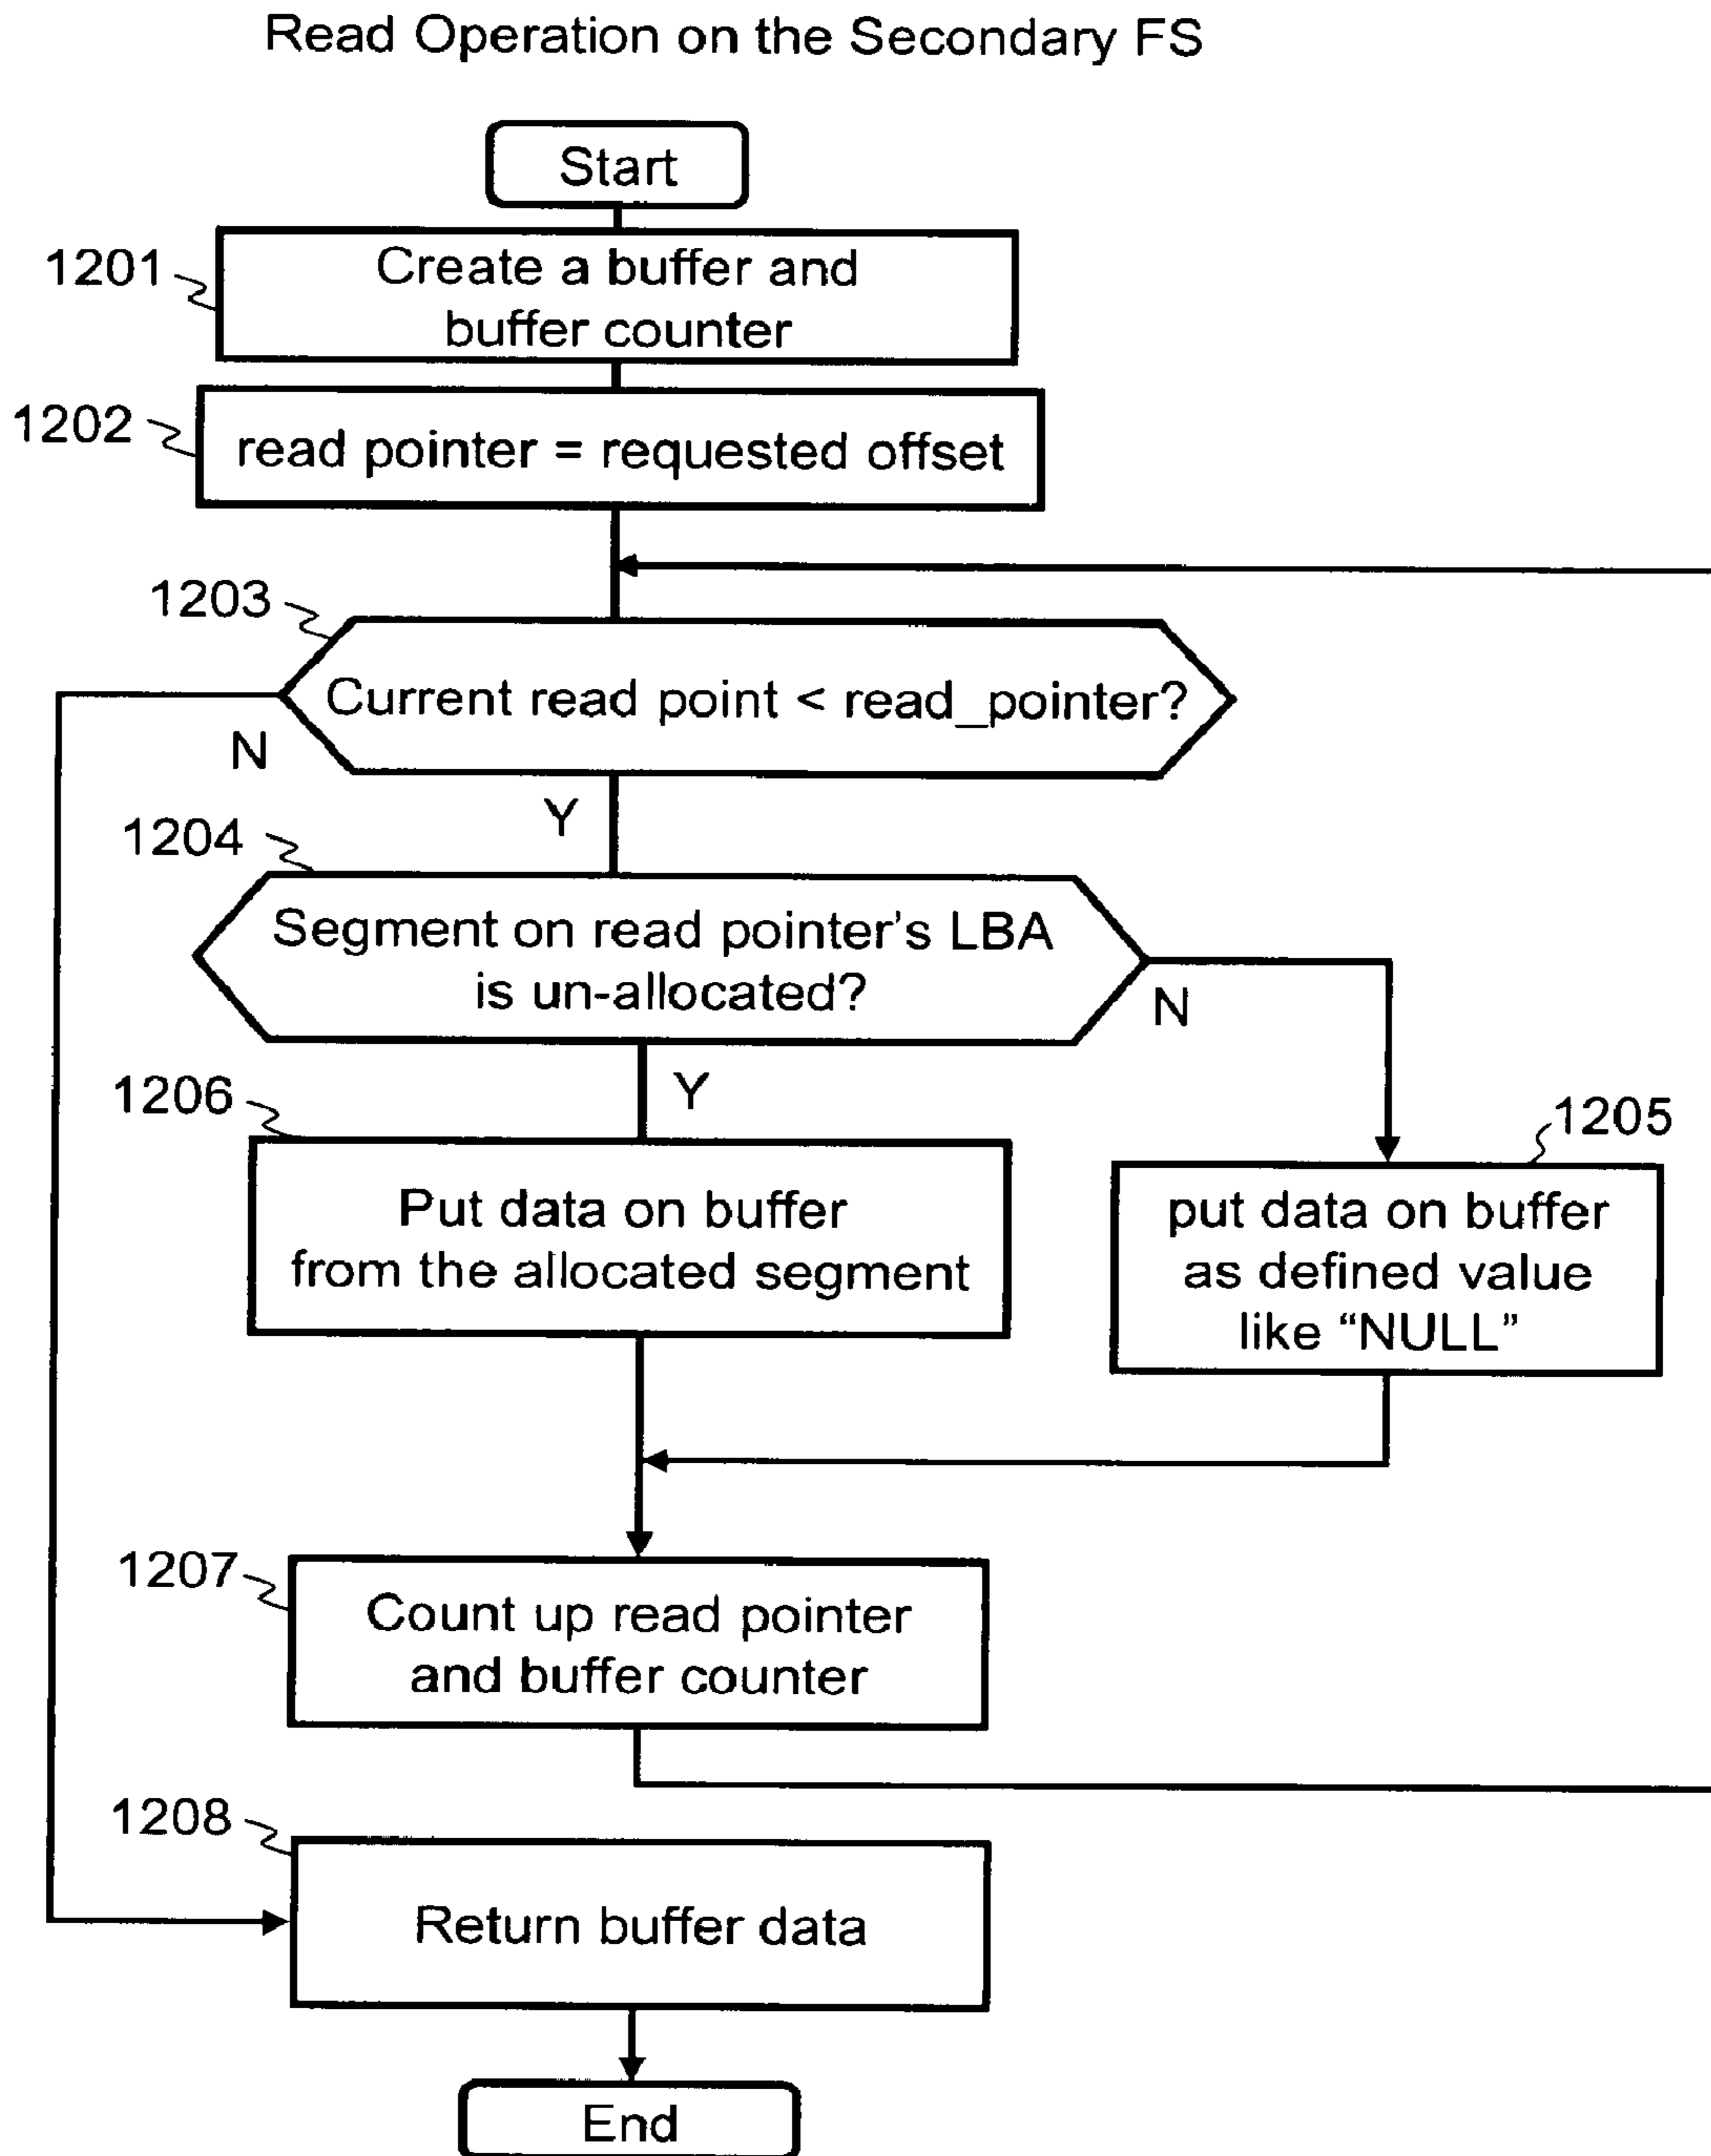 Read Operation on the Secondary FS
Start
1201
Create a buffer and
buffer counter
1202
read pointer = requested offset
1203
Current read point < read_pointer?
N
Y
1204
Segment on read pointer's LBA
is un-allocated?
N
Y
1206
Put data on buffer
from the allocated segment
1205
put data on buffer
as defined value
like “NULL”
1207
Count up read pointer
and buffer counter
1208
Return buffer data
End